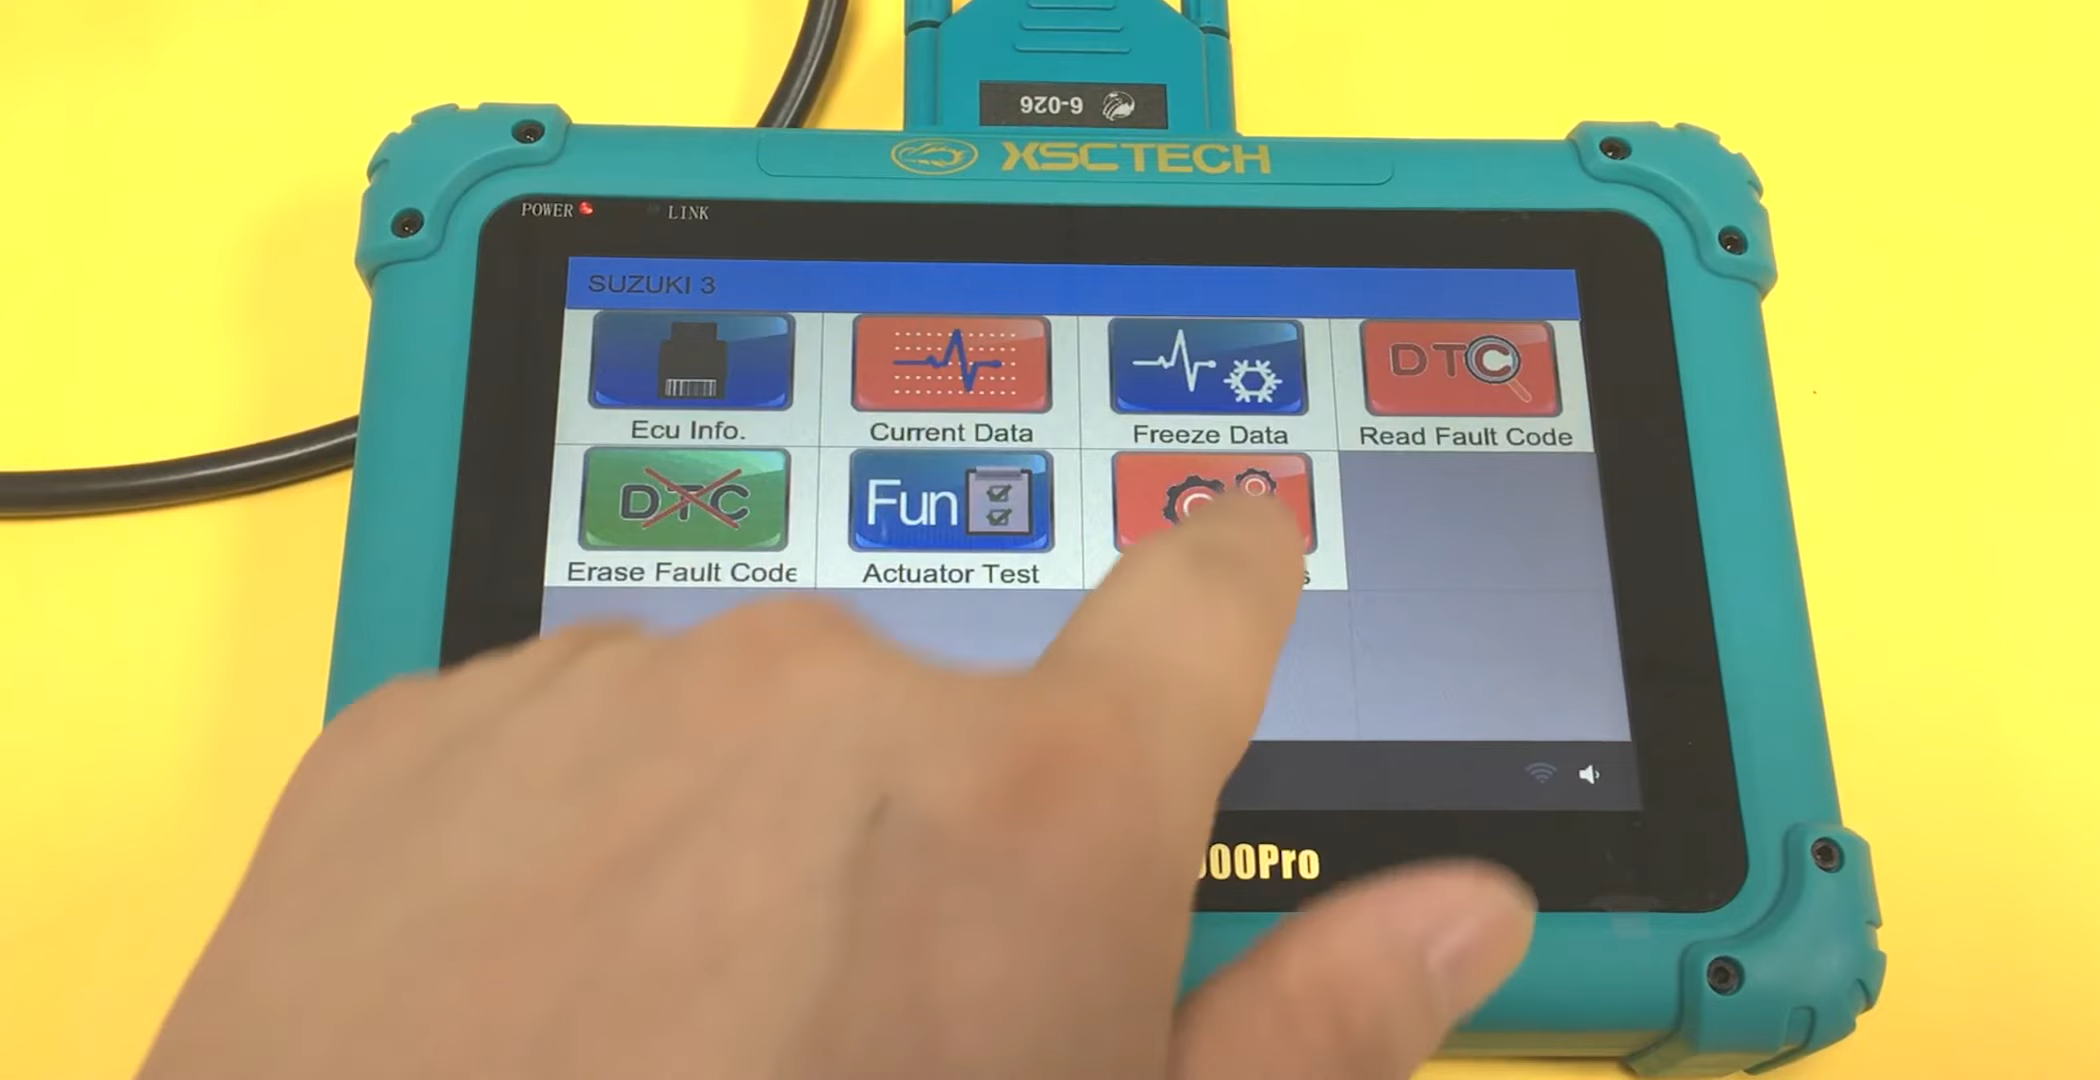 6-026
XSCTECH
POWER LINK
SUZUKI 3
DTC
Ecu Info. Current Data Freeze Data Read Fault Code
DTC Fun
Erase Fault Code Actuator Test
00Pro